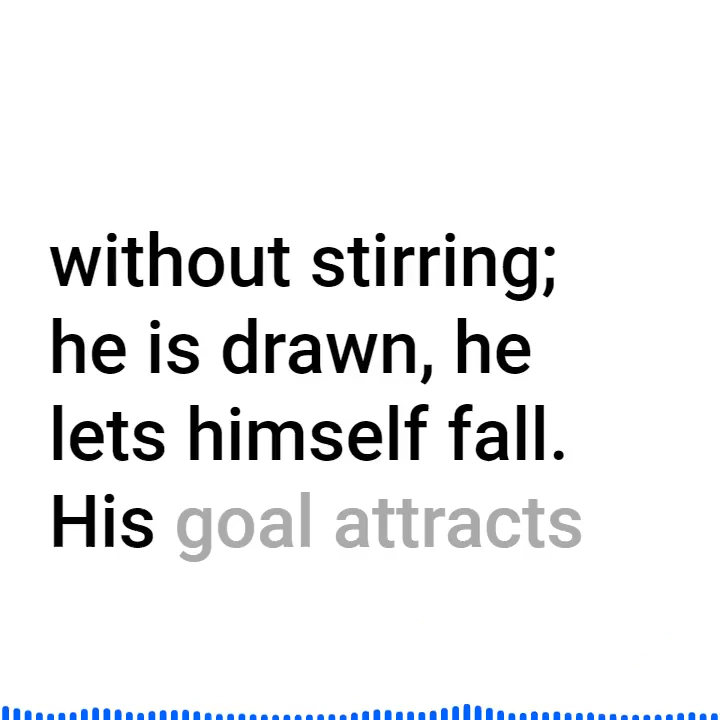 without stirring;
he is drawn, he
lets himself fall.
His goal attracts